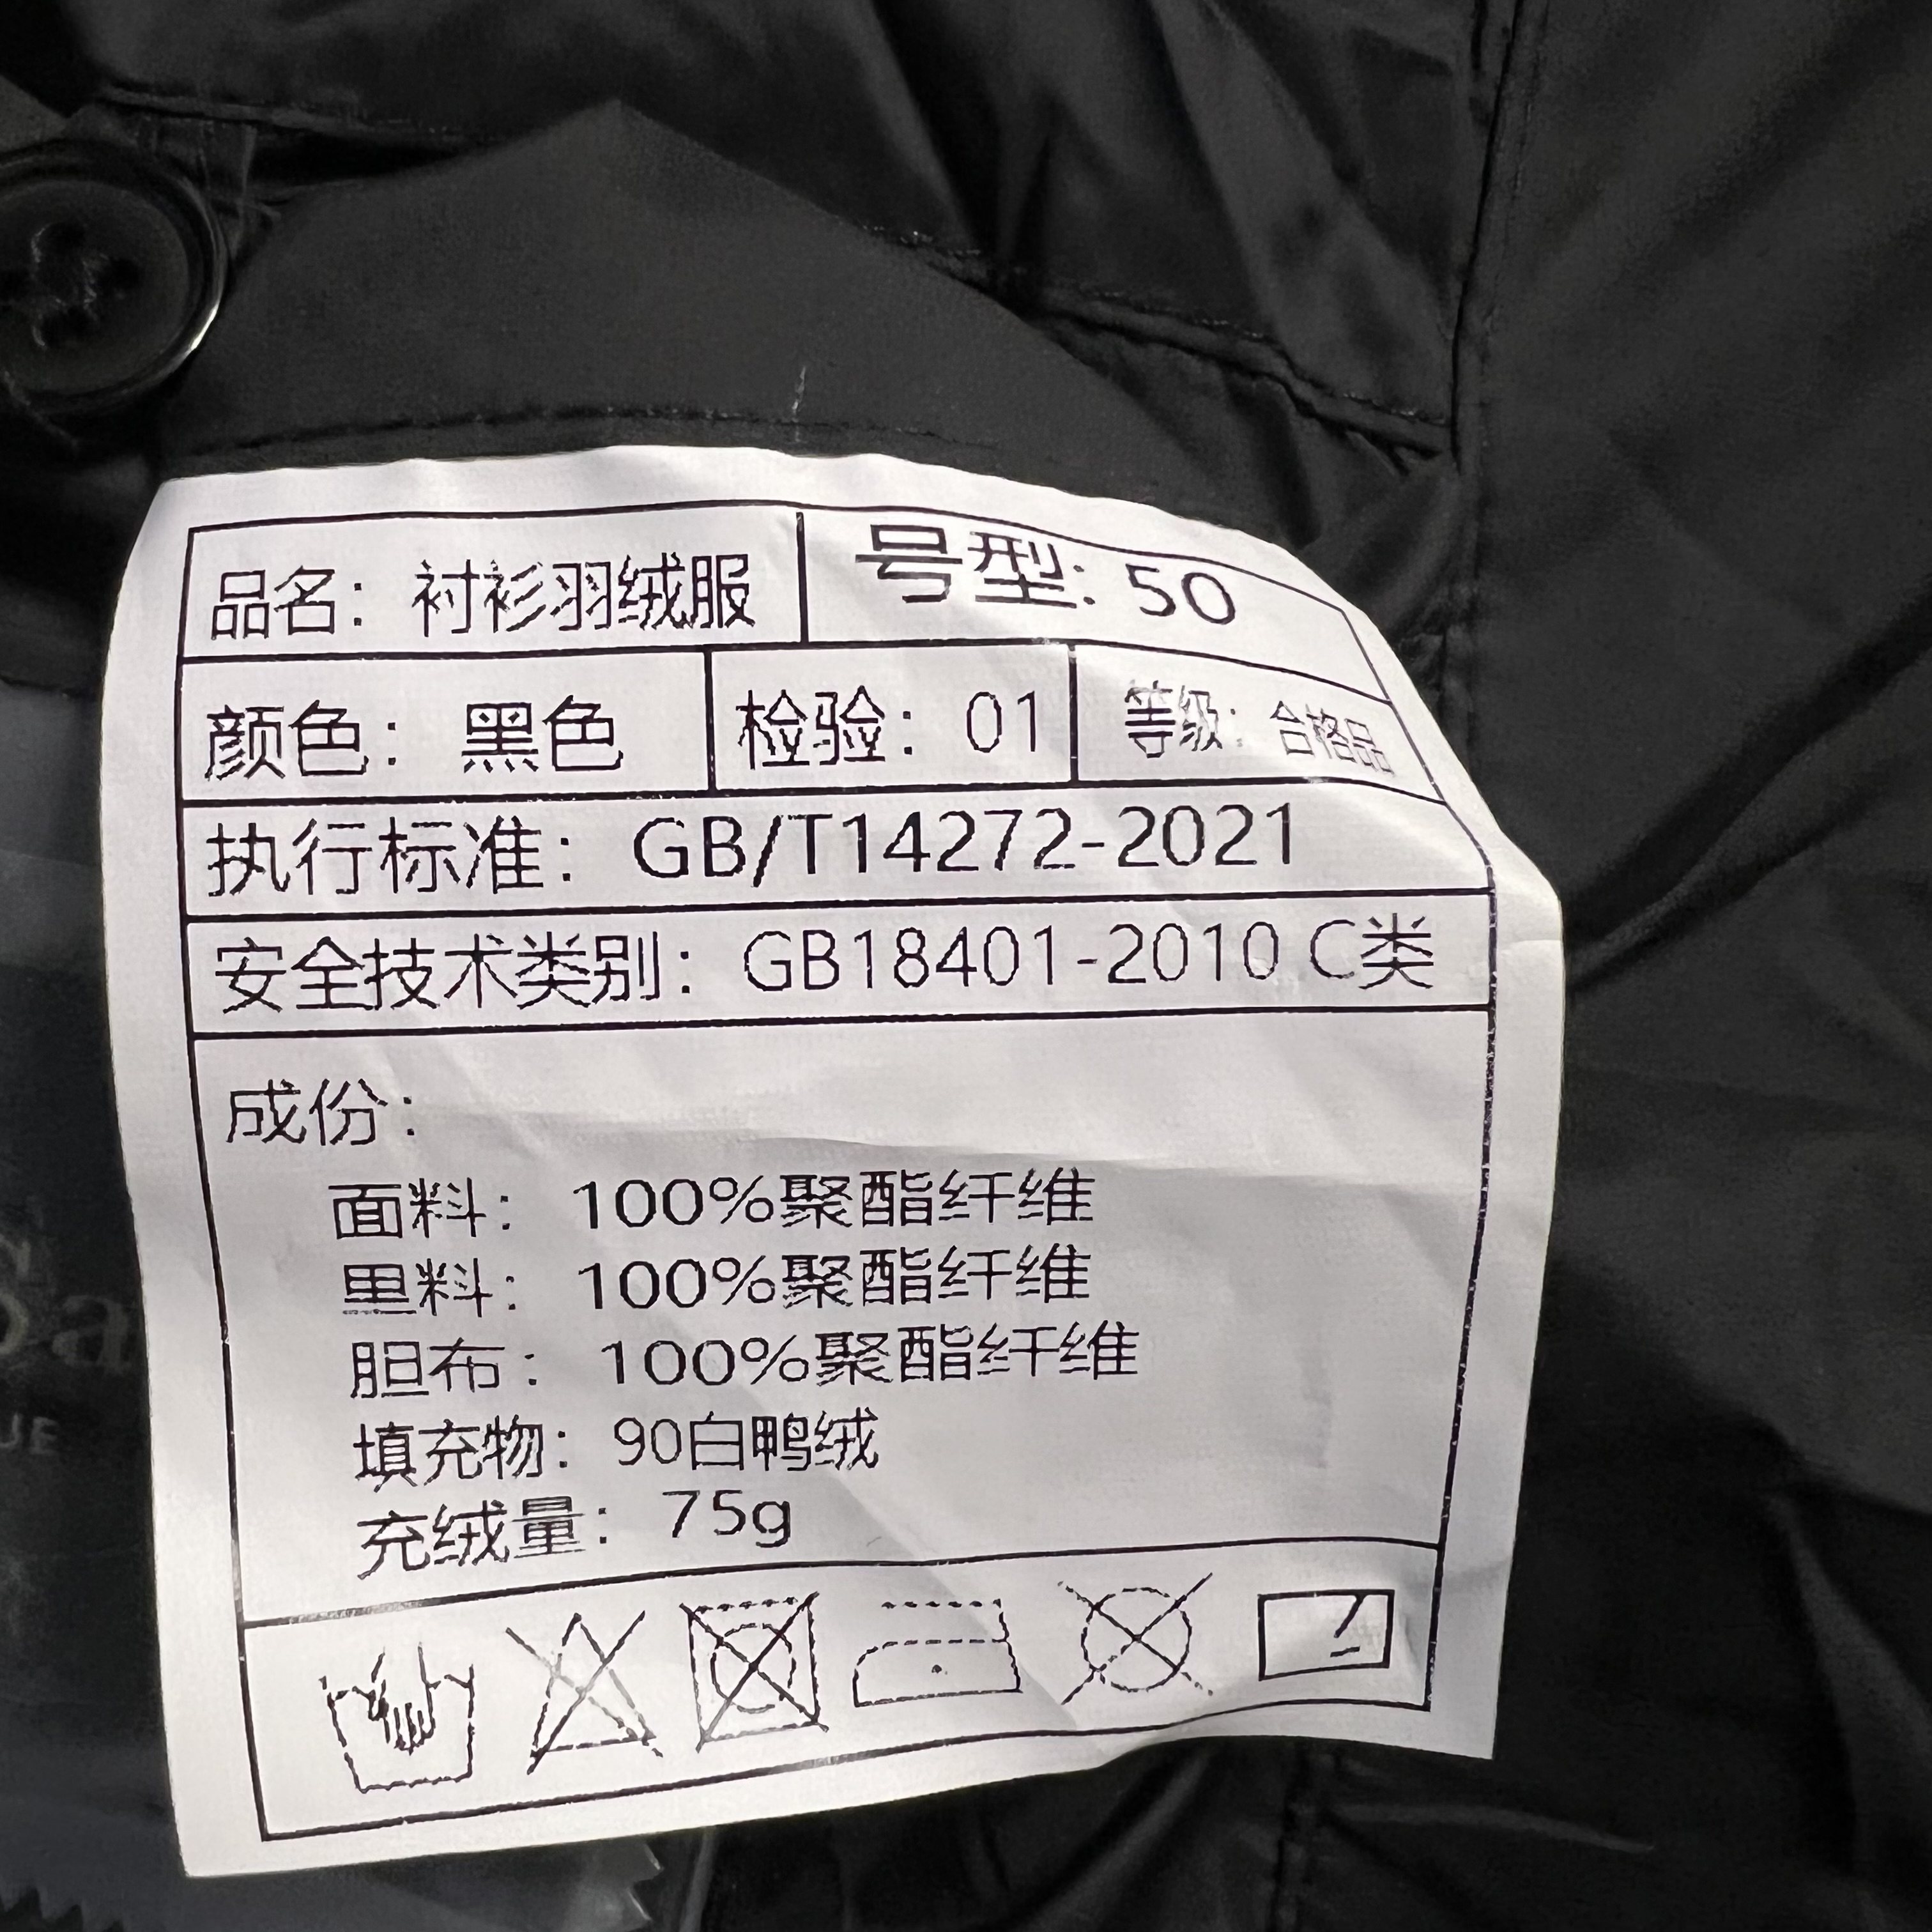 品名：衬衫羽绒服 号型：50
颜色：黑色 检验：01 等级：合格品
执行标准：GB/T14272-2021
安全技术类别：GB18401-2010 C类
成份：
面料：100%聚酯纤维
里料：100%聚酯纤维
胆布：100%聚酯纤维
填充物：90白鸭绒
充绒量：75g